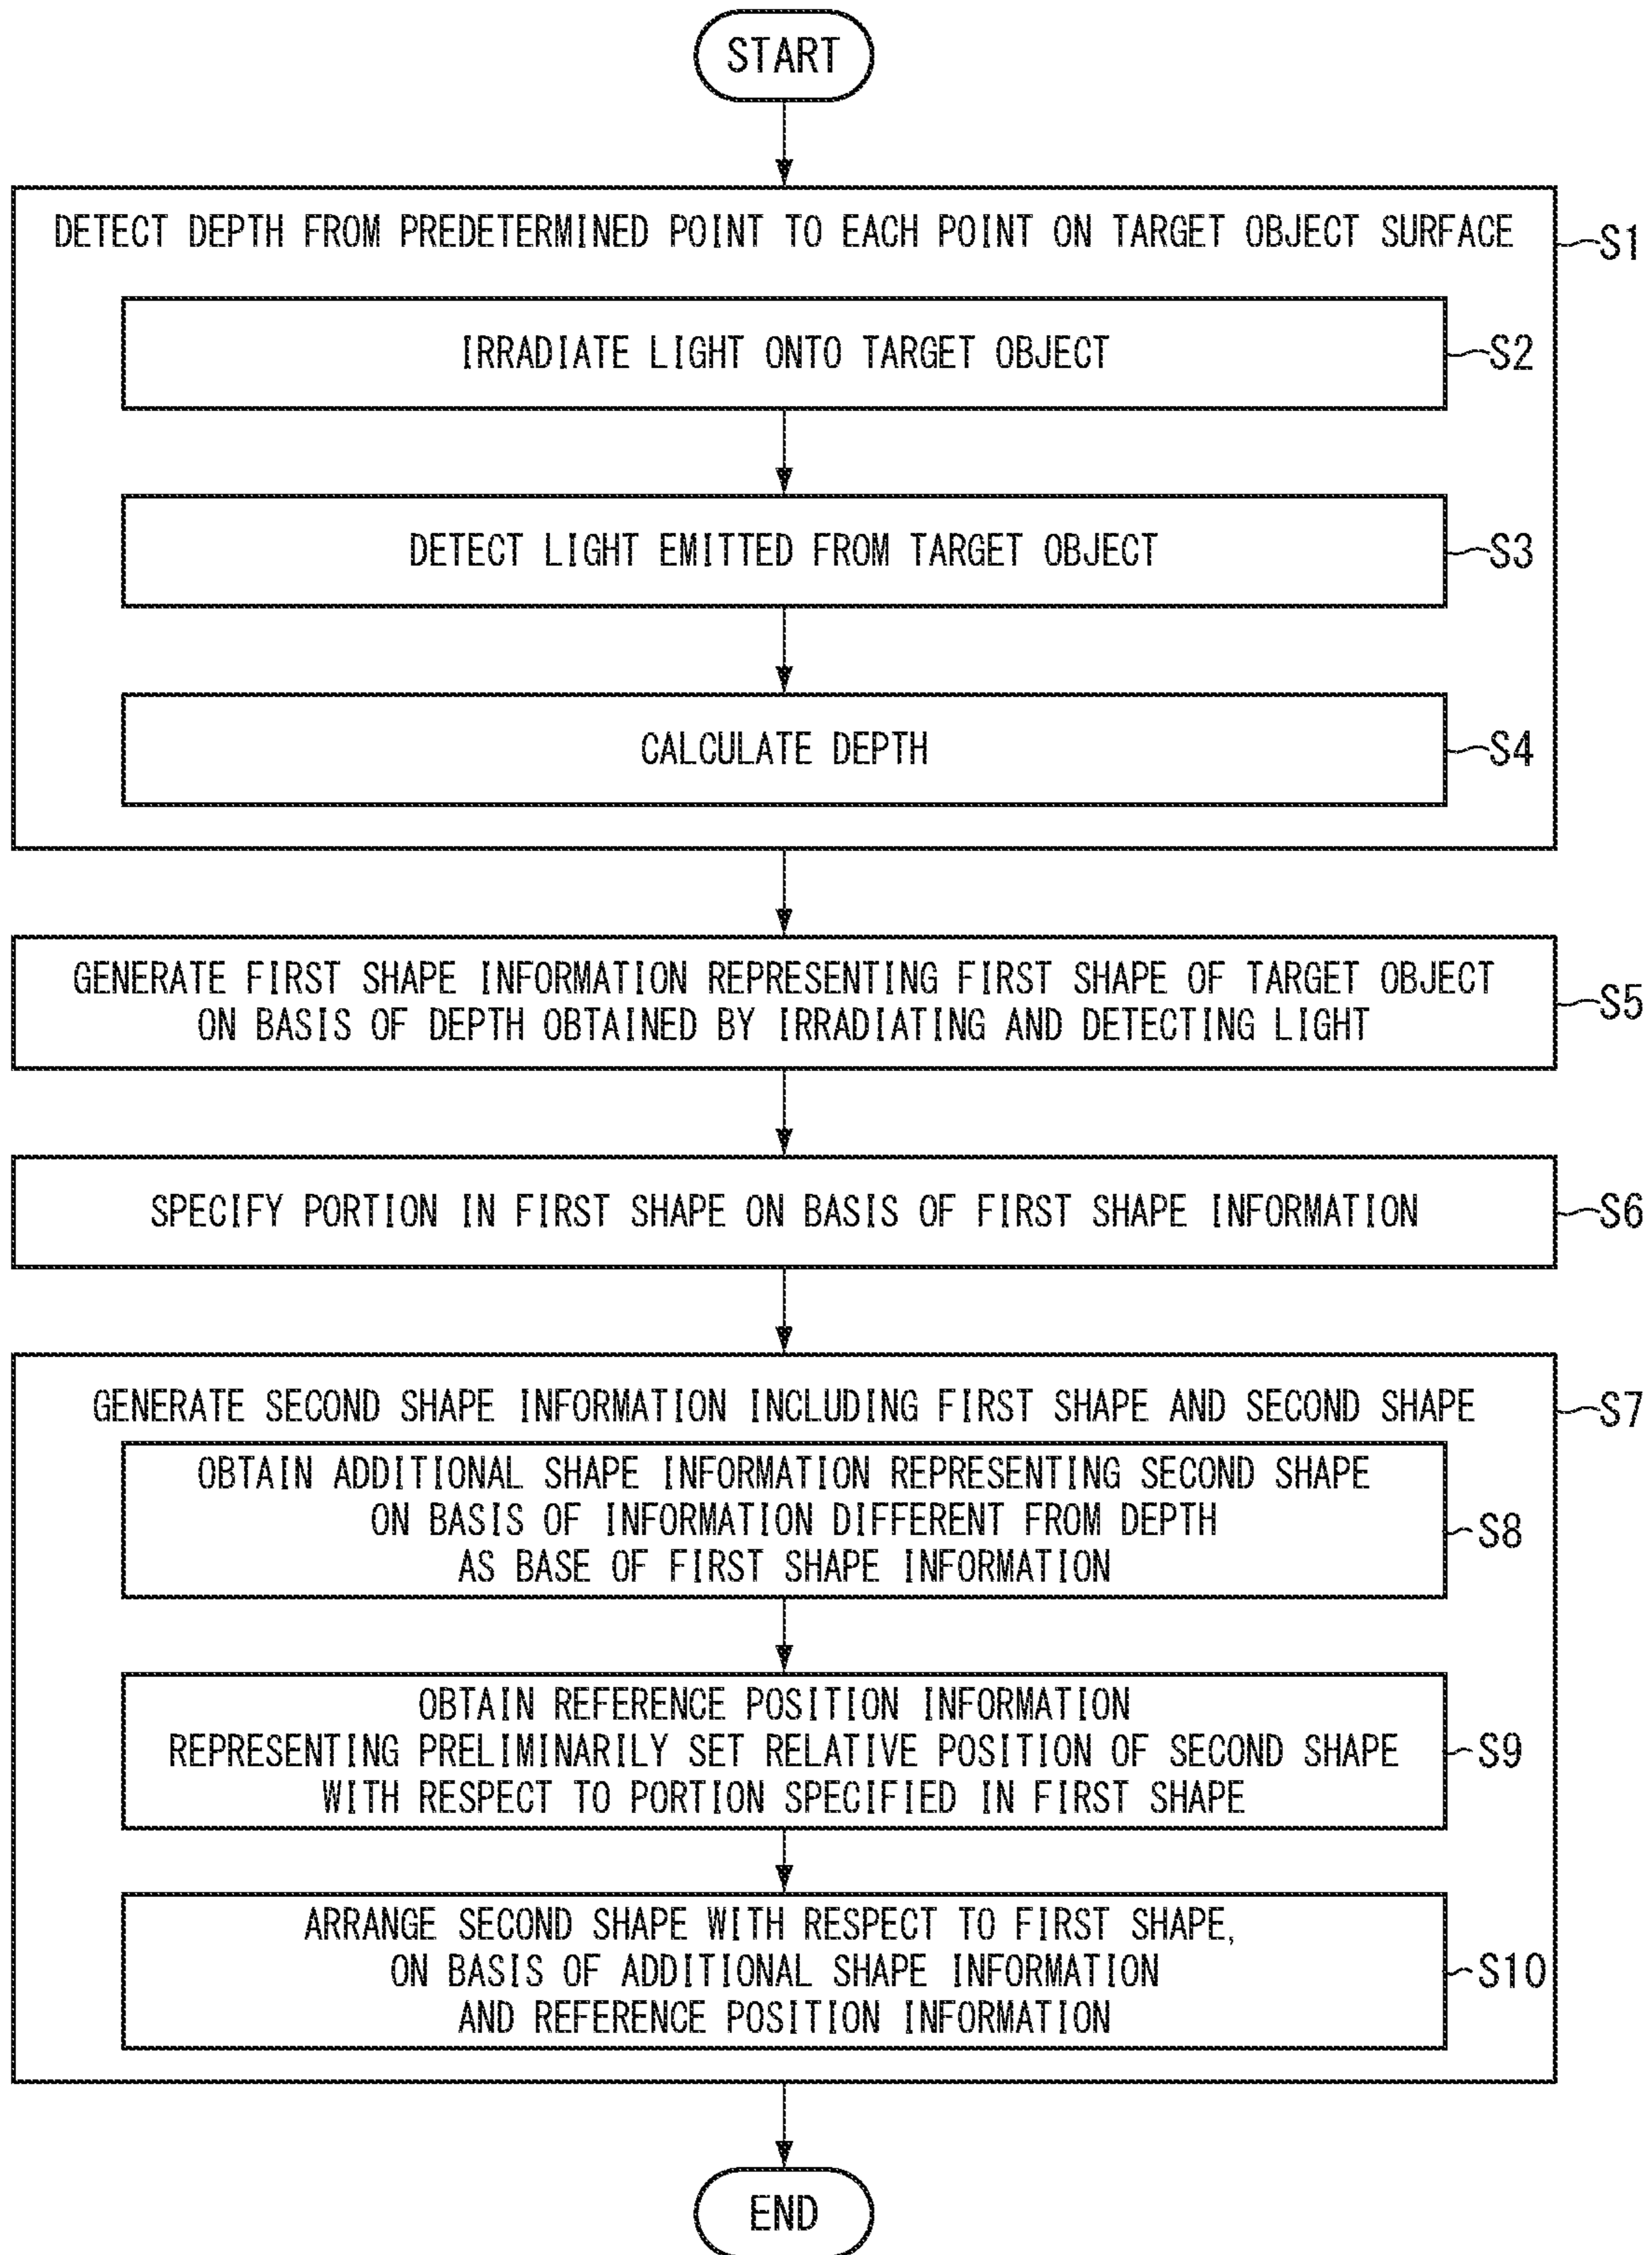 START
DETECT DEPTH FROM PREDETERMINED POINT TO EACH POINT ON TARGET OBJECT SURFACE
S1
IRRADIATE LIGHT ONTO TARGET OBJECT
S2
DETECT LIGHT EMITTED FROM TARGET OBJECT
S3
CALCULATE DEPTH
S4
GENERATE FIRST SHAPE INFORMATION REPRESENTING FIRST SHAPE OF TARGET OBJECT
ON BASIS OF DEPTH OBTAINED BY IRRADIATING AND DETECTING LIGHT
S5
SPECIFY PORTION IN FIRST SHAPE ON BASIS OF FIRST SHAPE INFORMATION
S6
GENERATE SECOND SHAPE INFORMATION INCLUDING FIRST SHAPE AND SECOND SHAPE
S7
OBTAIN ADDITIONAL SHAPE INFORMATION REPRESENTING SECOND SHAPE
ON BASIS OF INFORMATION DIFFERENT FROM DEPTH
AS BASE OF FIRST SHAPE INFORMATION
S8
OBTAIN REFERENCE POSITION INFORMATION
REPRESENTING PRELIMINARILY SET RELATIVE POSITION OF SECOND SHAPE
WITH RESPECT TO PORTION SPECIFIED IN FIRST SHAPE
S9
ARRANGE SECOND SHAPE WITH RESPECT TO FIRST SHAPE,
ON BASIS OF ADDITIONAL SHAPE INFORMATION
AND REFERENCE POSITION INFORMATION
S10
END